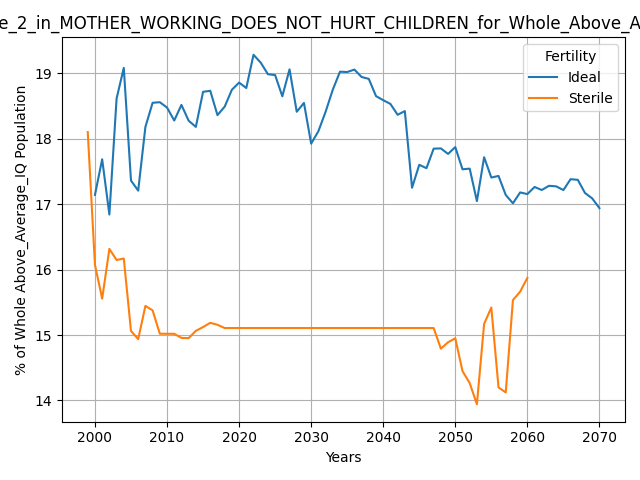 e_2_in_MOTHER_WORKING_DOES_NOT_HURT_CHILDREN_for_Whole_Above_A
Fertility
Ideal
Sterile
% of Whole Above_Average_IQ Population
19
18
17
16
15
14
2000 2010 2020 2030 2040 2050 2060 2070
Years